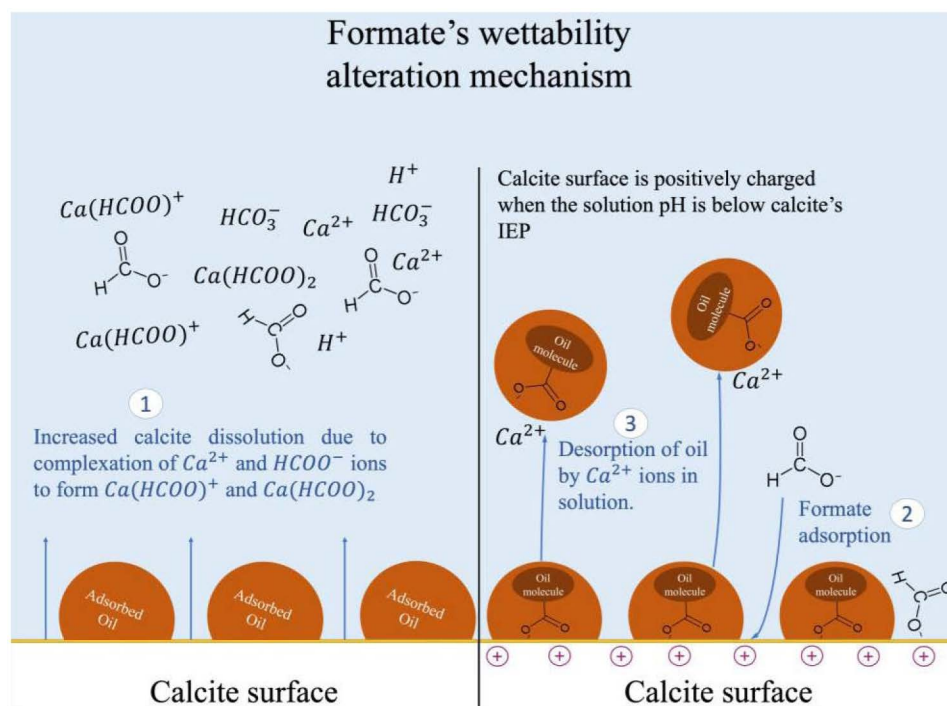 Formate's wettability
alteration mechanism
H⁺
Ca(HCOO)⁺
HCO₃⁻
Ca²⁺
HCO₃⁻
O
H C O⁻
Ca(HCOO)₂
O
H C O⁻
Ca²⁺
Ca(HCOO)⁺
H C O
O⁻
H⁺
1
Increased calcite dissolution due to
complexation of Ca²⁺ and HCOO⁻ ions
to form Ca(HCOO)⁺ and Ca(HCOO)₂
Adsorbed
Oil
Adsorbed
Oil
Adsorbed
Oil
Calcite surface
Calcite surface is positively charged
when the solution pH is below calcite's
IEP
Oil
molecule
O⁻ C O
Ca²⁺
Oil
molecule
C O
O⁻
Ca²⁺
3
Desorption of oil
by Ca²⁺ ions in
solution.
O
H C O⁻
Formate
adsorption
2
Oil
molecule
O⁻ C O
Oil
molecule
O⁻ C O
Oil
molecule
O⁻ C O
H C O
O⁻
+ + + + + + + +
Calcite surface